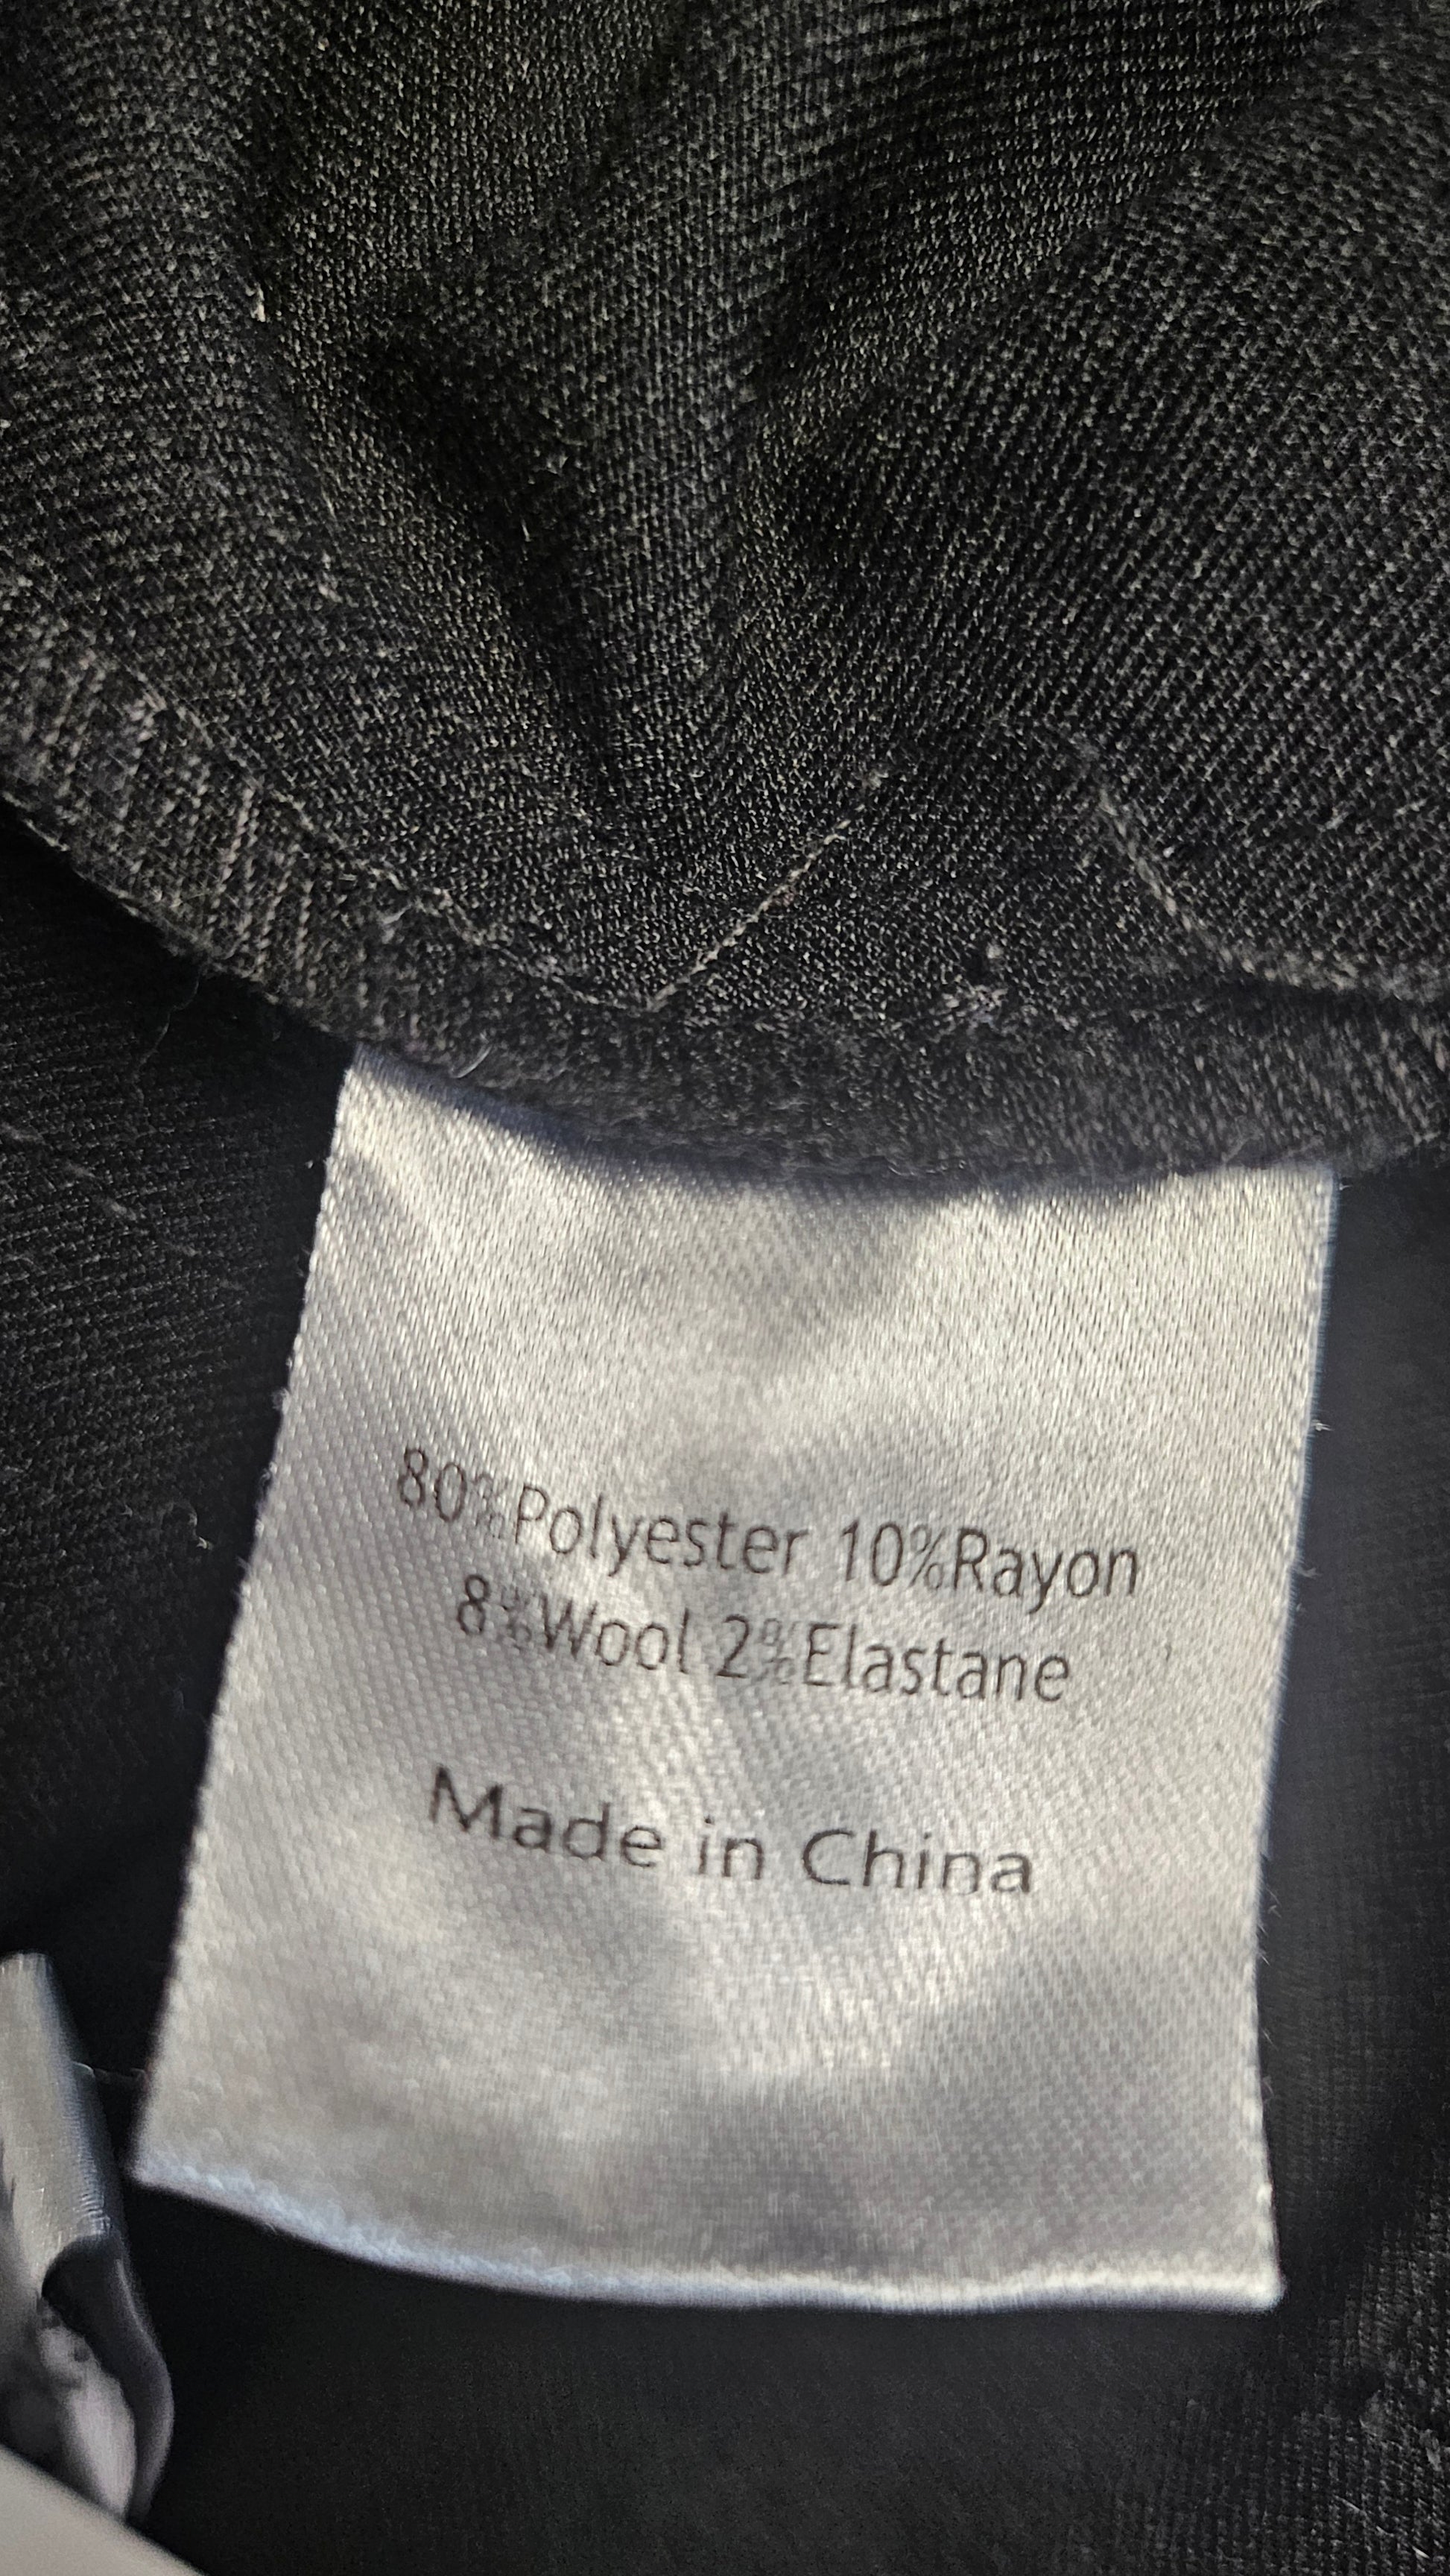 80%Polyester 10%Rayon
8%Wool 2%Elastane
Made in China